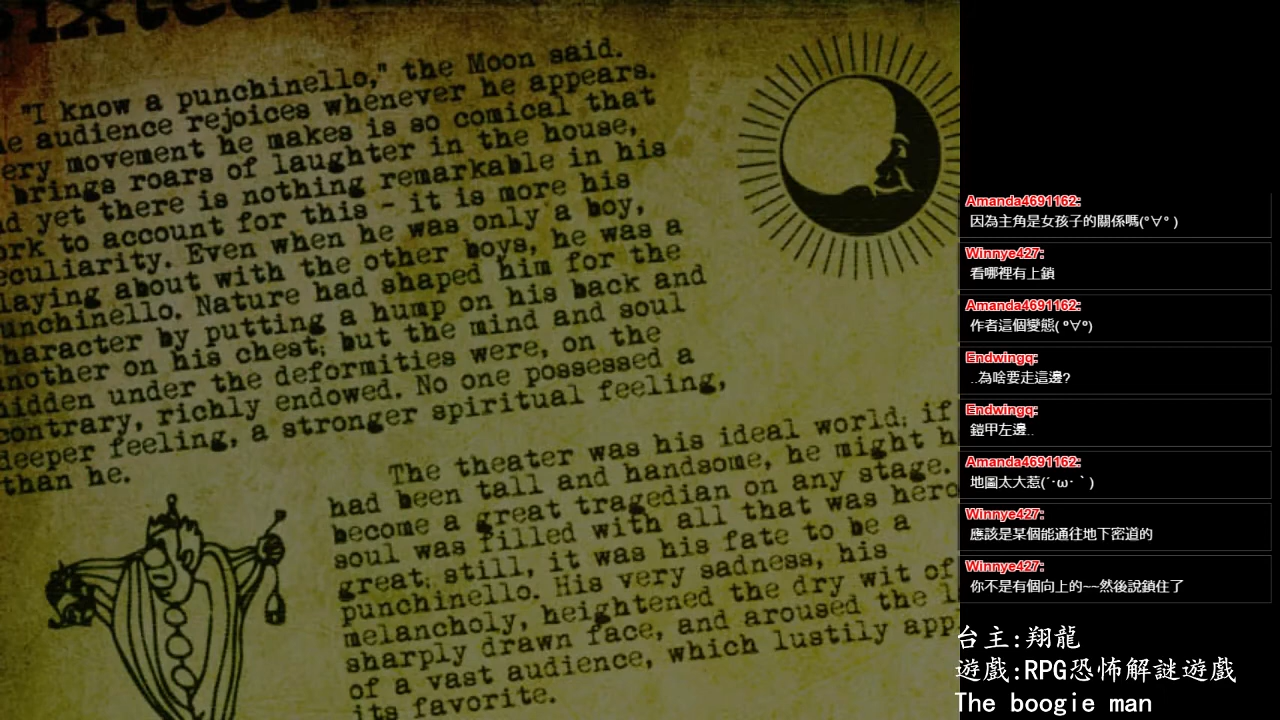 "I know a punchinello," the Moon said.
audience rejoices whenever he appears.
movement he makes is so comical that
brings roars of laughter in the house,
yet there is nothing remarkable in his
to account for this - it is more his
Even when he was only a boy,
about with the other boys, he was a
Nature had shaped him for the
by putting a hump on his back and
on his chest; but the mind and soul
under the deformities were, on the
contrary, richly endowed. No one possessed a
deeper feeling, a stronger spiritual feeling,
than he.
The theater was his ideal world; if
had been tall and handsome, he might
become a great tragedian on any stage.
soul was filled with all that was
great; still, it was his fate to be a
punchinello. His very sadness, his
melancholy, heightened the dry wit of
sharply drawn face, and aroused the
of a vast audience, which lustily
its favorite.
Amanda4691162:
因為主角是女孩子的關係嗎(°∀° )
Winnye427:
看哪裡有上鎖
Amanda4691162:
作者這個變態( °∀°)
Endwingq:
..為啥要走這邊?
Endwingq:
鎧甲左邊..
Amanda4691162:
地圖太大惹(´･ω･｀)
Winnye427:
應該是某個能通往地下密道的
Winnye427:
你不是有個向上的~~然後說鎖住了
台主:翔龍
遊戲:RPG恐怖解謎遊戲
The boogie man